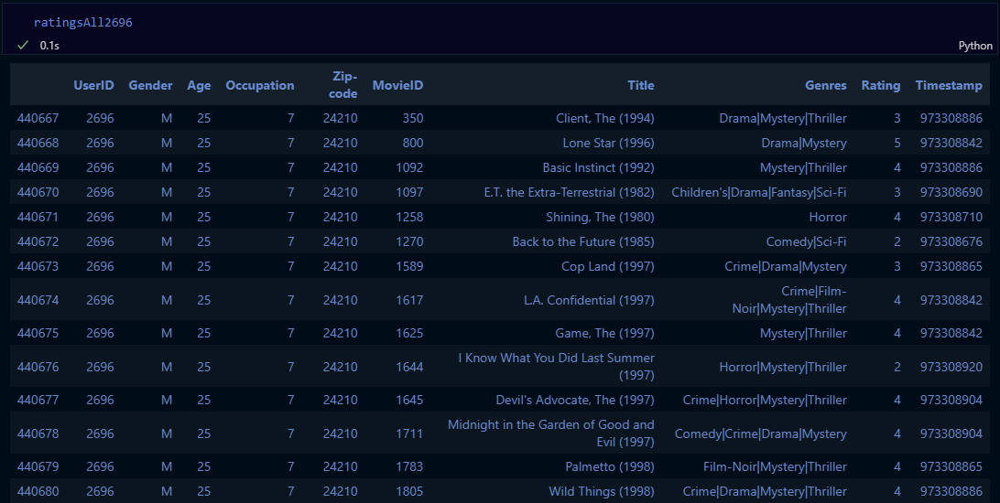 ratingsAll2696
0.1s Python
UserID Gender Age Occupation Zip-code MovieID Title Genres Rating Timestamp
440667 2696 M 25 7 24210 350 Client, The (1994) Drama|Mystery|Thriller 3 973308886
440668 2696 M 25 7 24210 800 Lone Star (1996) Drama|Mystery 5 973308842
440669 2696 M 25 7 24210 1092 Basic Instinct (1992) Mystery|Thriller 4 973308886
440670 2696 M 25 7 24210 1097 E.T. the Extra-Terrestrial (1982) Children's|Drama|Fantasy|Sci-Fi 3 973308690
440671 2696 M 25 7 24210 1258 Shining, The (1980) Horror 4 973308710
440672 2696 M 25 7 24210 1270 Back to the Future (1985) Comedy|Sci-Fi 2 973308676
440673 2696 M 25 7 24210 1589 Cop Land (1997) Crime|Drama|Mystery 3 973308865
440674 2696 M 25 7 24210 1617 L.A. Confidential (1997) Crime|Film-Noir|Mystery|Thriller 4 973308842
440675 2696 M 25 7 24210 1625 Game, The (1997) Mystery|Thriller 4 973308842
440676 2696 M 25 7 24210 1644 I Know What You Did Last Summer (1997) Horror|Mystery|Thriller 2 973308920
440677 2696 M 25 7 24210 1645 Devil's Advocate, The (1997) Crime|Horror|Mystery|Thriller 4 973308904
440678 2696 M 25 7 24210 1711 Midnight in the Garden of Good and Evil (1997) Comedy|Crime|Drama|Mystery 4 973308904
440679 2696 M 25 7 24210 1783 Palmetto (1998) Film-Noir|Mystery|Thriller 4 973308865
440680 2696 M 25 7 24210 1805 Wild Things (1998) Crime|Drama|Mystery|Thriller 4 973308886